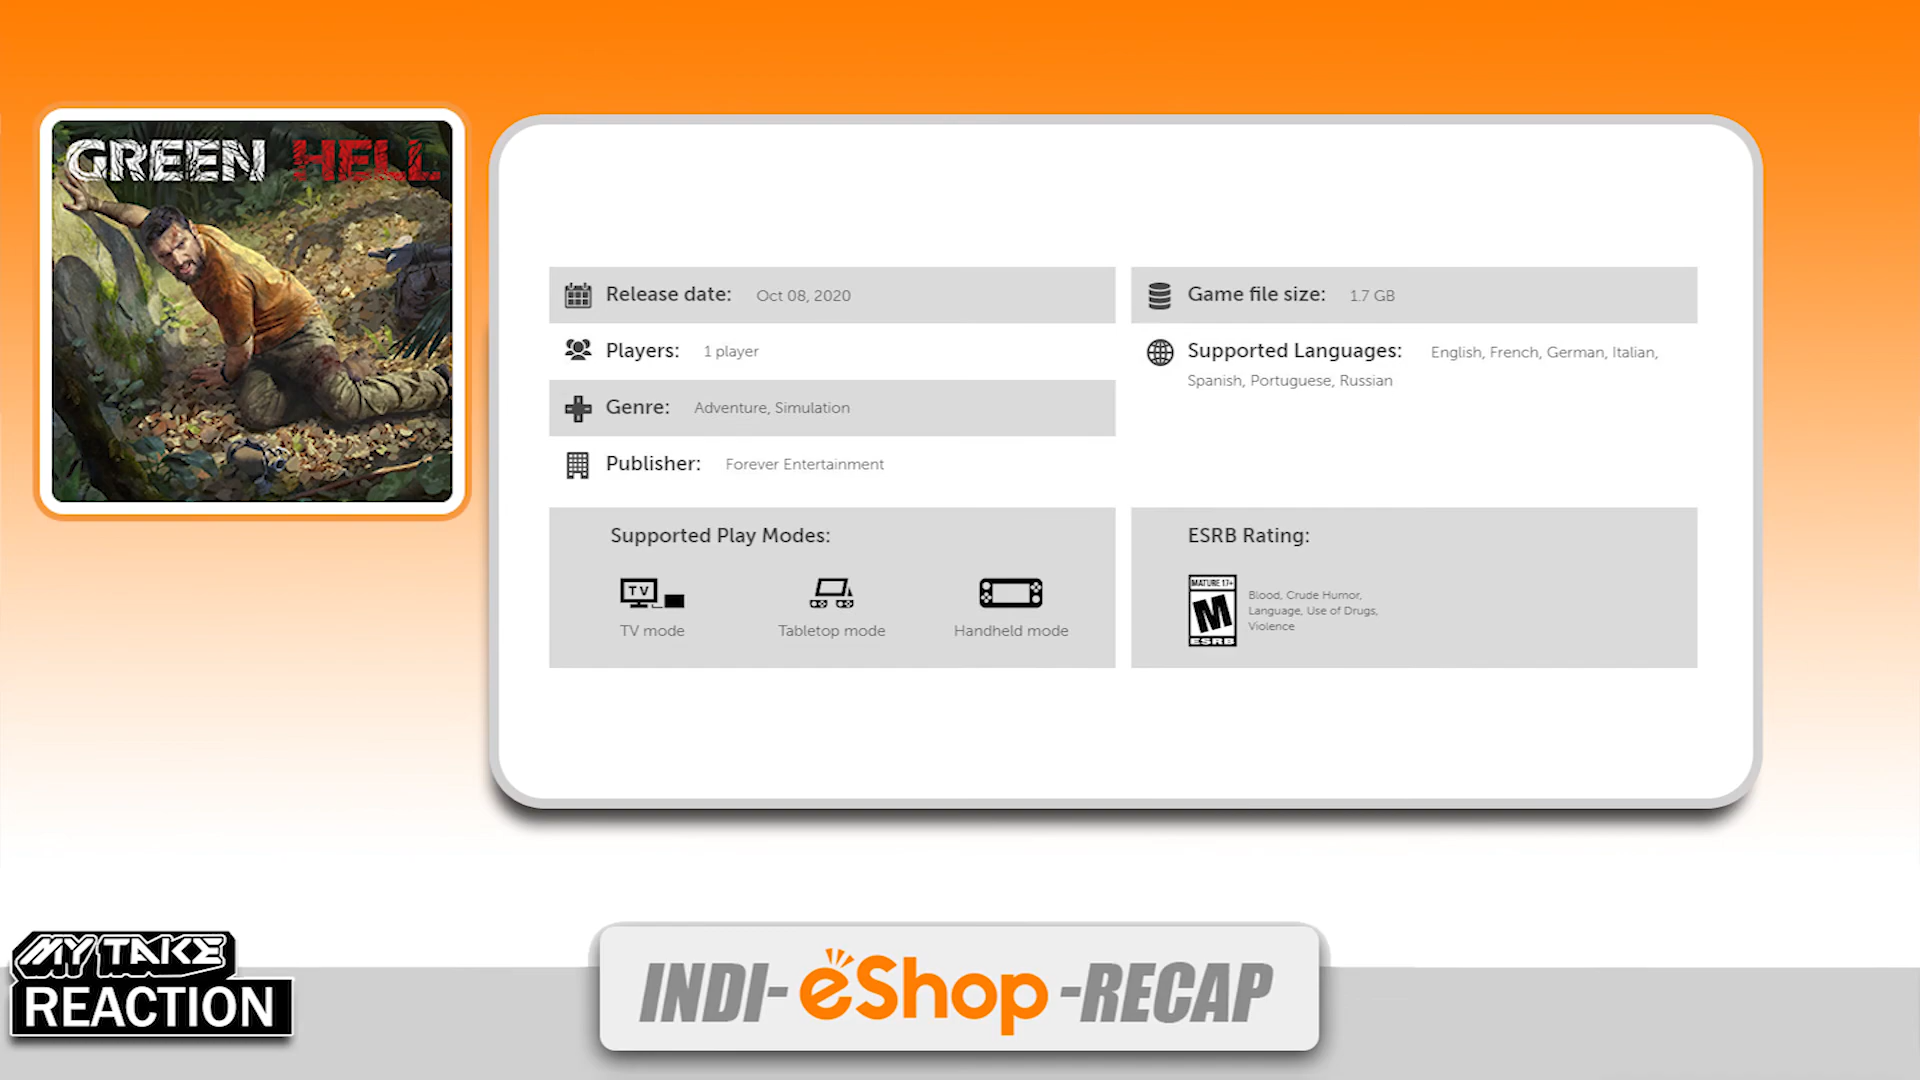 GREEN HELL
Release date: Oct 08, 2020
Players: 1 player
Genre: Adventure, Simulation
Publisher: Forever Entertainment
Game file size: 1.7 GB
Supported Languages: English, French, German, Italian,
Spanish, Portuguese, Russian
Supported Play Modes:
TV
TV mode
Tabletop mode
Handheld mode
ESRB Rating:
MATURE 17+
M
ESRB
Blood, Crude Humor,
Language, Use of Drugs,
Violence
MY TAKE
REACTION
INDI-eShop-RECAP